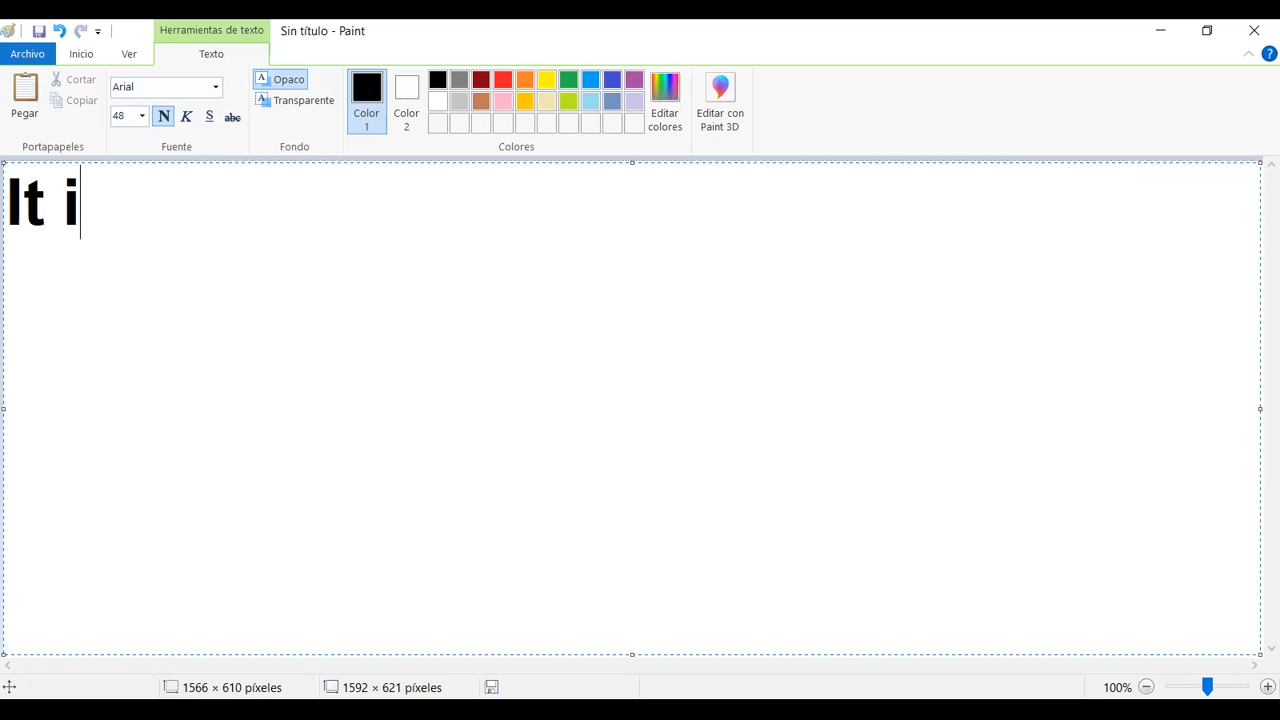 Herramientas de texto
Sin título - Paint
Archivo
Inicio
Ver
Texto
Pegar
Cortar
Copiar
Portapapeles
Arial
48
N K S abc
Fuente
Opaco
Transparente
Fondo
Color 1
Color 2
Editar colores
Colores
Editar con Paint 3D
It i
1566 × 610 píxeles
1592 × 621 píxeles
100%